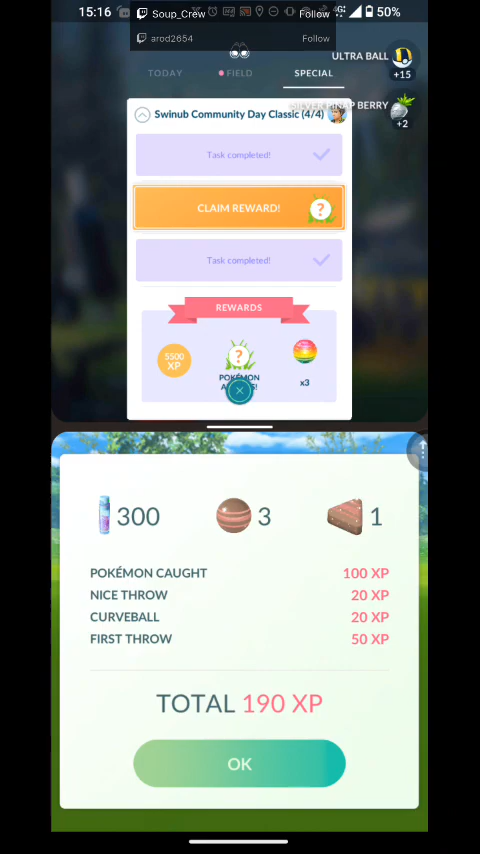 15:16
Soup_Crew
Follow
4G
50%
arod2654
Follow
ULTRA BALL
+15
TODAY
FIELD
SPECIAL
SILVER PINAP BERRY
+2
Swinub Community Day Classic (4/4)
Task completed!
CLAIM REWARD!
?
Task completed!
REWARDS
5500
XP
?
POKÉMON
x3
300
3
1
POKÉMON CAUGHT 100 XP
NICE THROW 20 XP
CURVEBALL 20 XP
FIRST THROW 50 XP
TOTAL 190 XP
OK